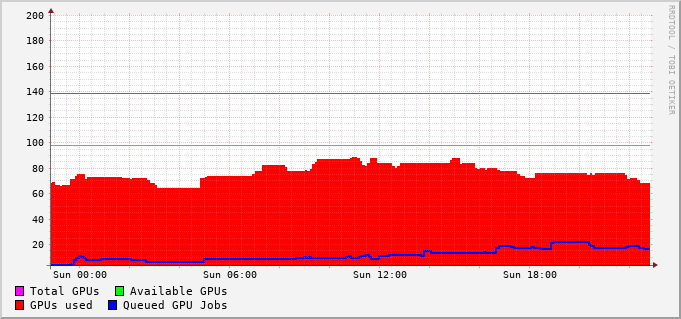 200
180
160
140
120
100
80
60
40
20
Sun 00:00 Sun 06:00 Sun 12:00 Sun 18:00
Total GPUs Available GPUs
GPUs used Queued GPU Jobs
RRDTOOL / TOBI OETIKER